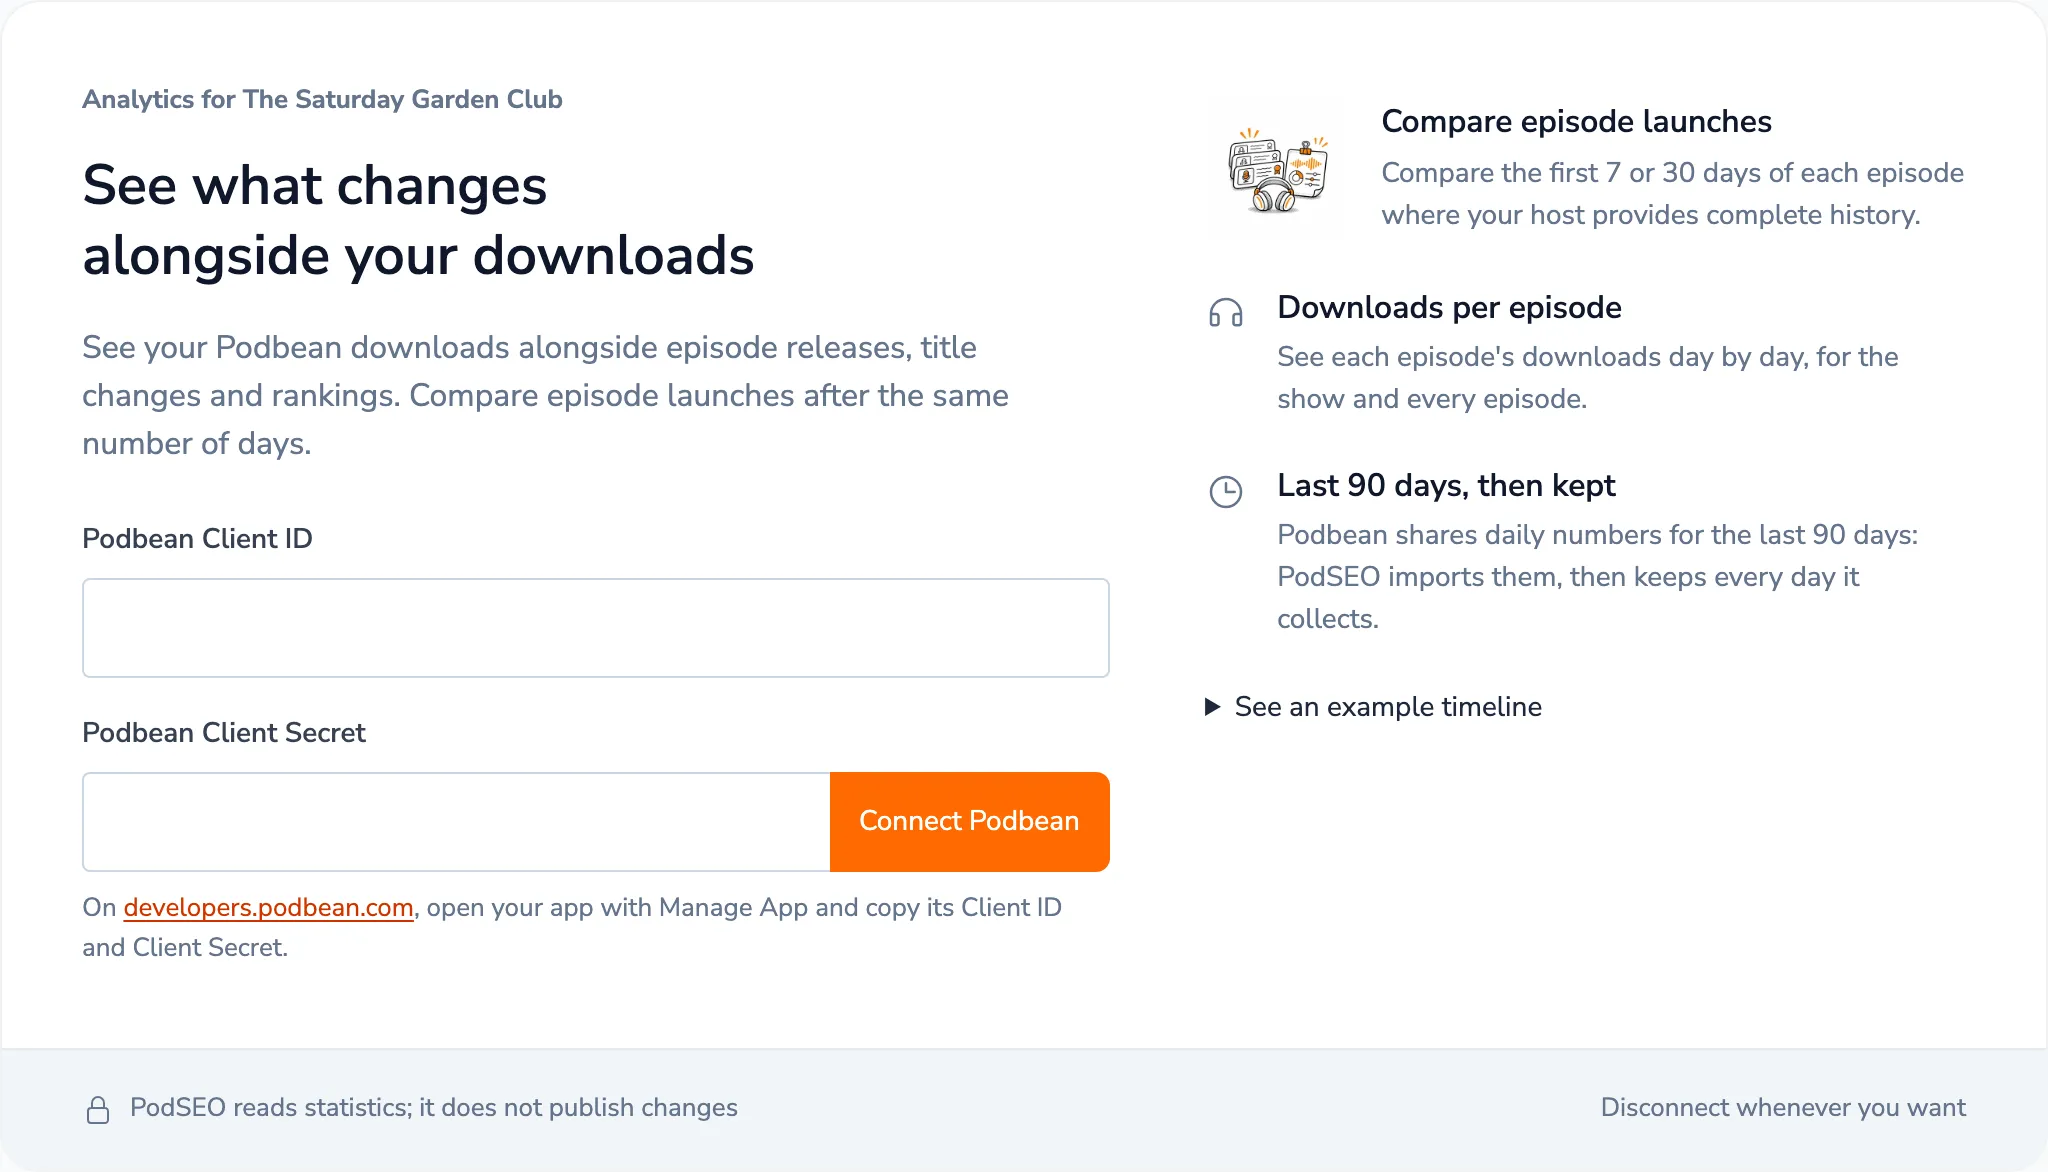 Analytics for The Saturday Garden Club
See what changes
alongside your downloads
See your Podbean downloads alongside episode releases, title
changes and rankings. Compare episode launches after the same
number of days.
Podbean Client ID
Podbean Client Secret
Connect Podbean
On developers.podbean.com, open your app with Manage App and copy its Client ID
and Client Secret.
Compare episode launches
Compare the first 7 or 30 days of each episode
where your host provides complete history.
Downloads per episode
See each episode's downloads day by day, for the
show and every episode.
Last 90 days, then kept
Podbean shares daily numbers for the last 90 days:
PodSEO imports them, then keeps every day it
collects.
▶ See an example timeline
PodSEO reads statistics; it does not publish changes
Disconnect whenever you want